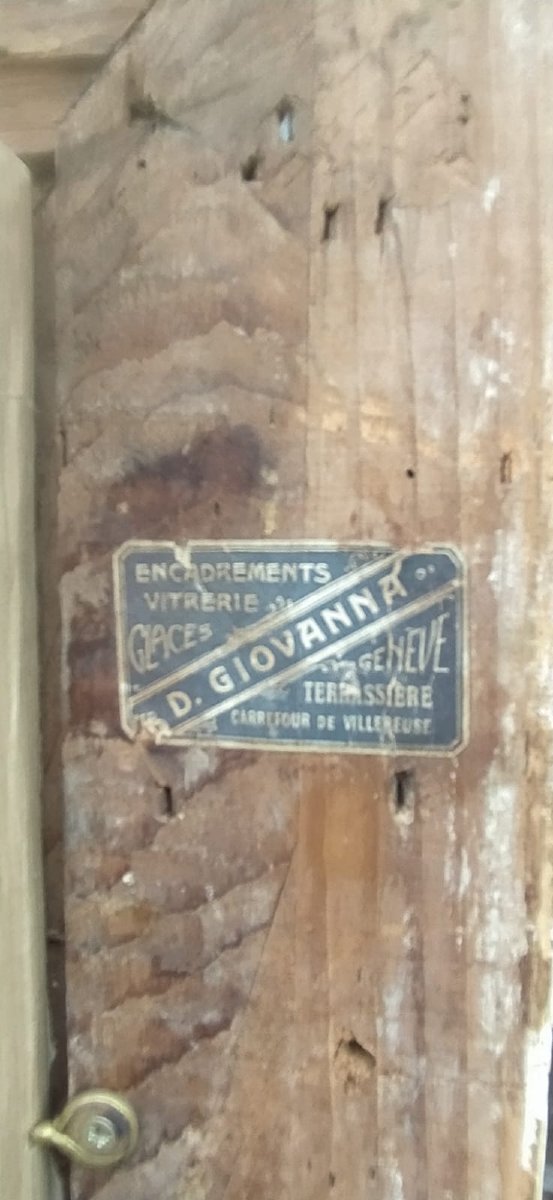 ENCADREMENTS
VITRERIE
GLACES
D. GIOVANNA
GENÈVE
TERRASSIÈRE
CARREFOUR DE VILLEREUSE